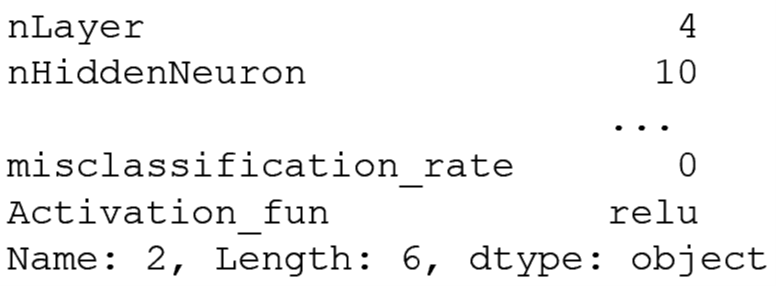 nLayer 4
nHiddenNeuron 10
...
misclassification_rate 0
Activation_fun relu
Name: 2, Length: 6, dtype: object